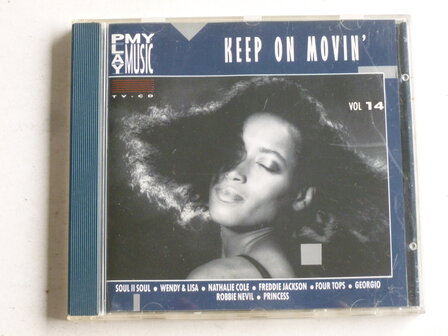 PLAY MY MUSIC
TV-CD
KEEP ON MOVIN'
VOL 14
SOUL II SOUL • WENDY & LISA • NATHALIE COLE • FREDDIE JACKSON • FOUR TOPS • GEORGIO
ROBBIE NEVIL • PRINCESS